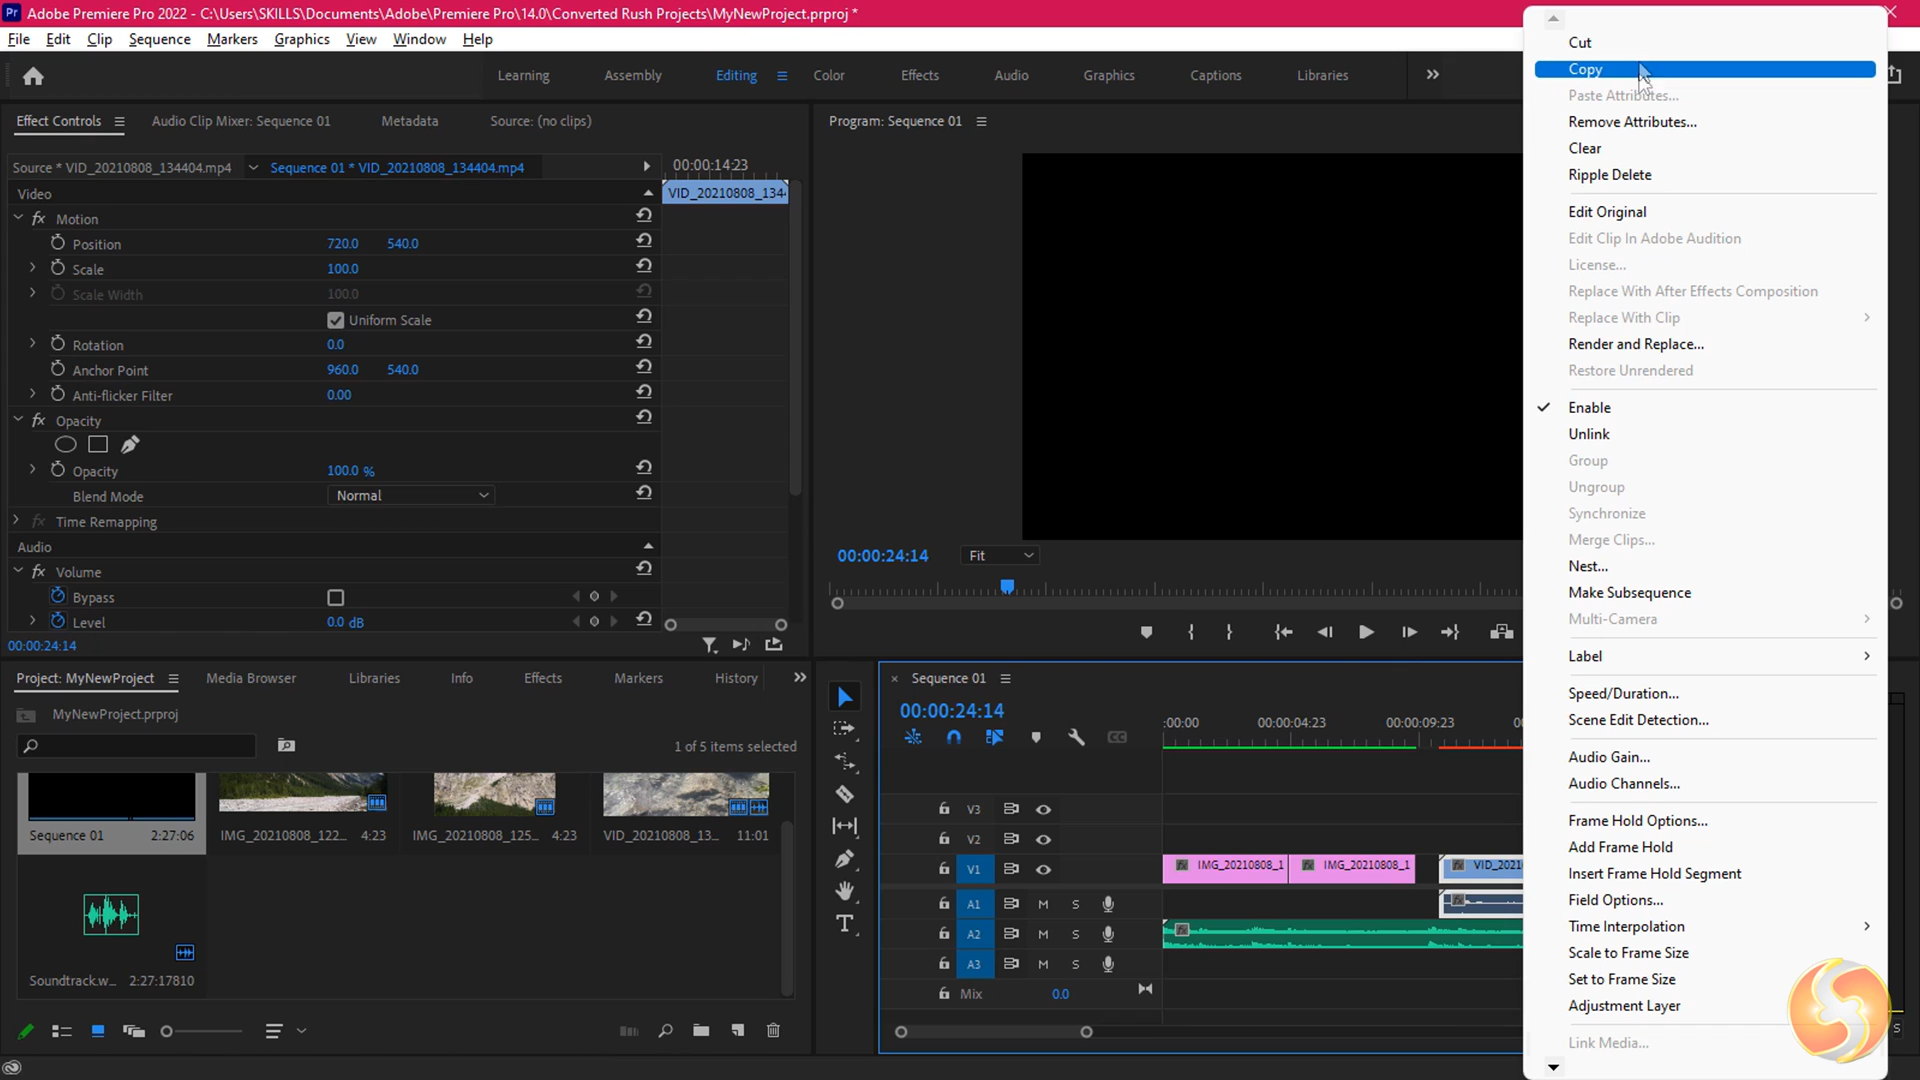 Adobe Premiere Pro 2022 - C:\Users\SKILLS\Documents\Adobe\Premiere Pro\14.0\Converted Rush Projects\MyNewProject.prproj *
File Edit Clip Sequence Markers Graphics View Window Help
Learning Assembly Editing Color Effects Audio Graphics Captions Libraries
Effect Controls Audio Clip Mixer: Sequence 01 Metadata Source: (no clips)
Source * VID_20210808_134404.mp4 Sequence 01 * VID_20210808_134404.mp4 00:00:14:23
Video VID_20210808_134
fx Motion
Position 720.0 540.0
Scale 100.0
Scale Width 100.0
Uniform Scale
Rotation 0.0
Anchor Point 960.0 540.0
Anti-flicker Filter 0.00
fx Opacity
Opacity 100.0 %
Blend Mode Normal
fx Time Remapping
Audio
fx Volume
Bypass
Level 0.0 dB
00:00:24:14
Program: Sequence 01
00:00:24:14 Fit
Project: MyNewProject Media Browser Libraries Info Effects Markers History
MyNewProject.prproj
1 of 5 items selected
Sequence 01 2:27:06 IMG_20210808_122... 4:23 IMG_20210808_125... 4:23 VID_20210808_13... 11:01
Soundtrack.w... 2:27:17810
Sequence 01
00:00:24:14
:00:00 00:00:04:23 00:00:09:23
V3
V2
V1 IMG_20210808_1 IMG_20210808_1 VID_2021
A1 M S
A2 M S
A3 M S
Mix 0.0
Cut
Copy
Paste Attributes...
Remove Attributes...
Clear
Ripple Delete
Edit Original
Edit Clip In Adobe Audition
License...
Replace With After Effects Composition
Replace With Clip
Render and Replace...
Restore Unrendered
Enable
Unlink
Group
Ungroup
Synchronize
Merge Clips...
Nest...
Make Subsequence
Multi-Camera
Label
Speed/Duration...
Scene Edit Detection...
Audio Gain...
Audio Channels...
Frame Hold Options...
Add Frame Hold
Insert Frame Hold Segment
Field Options...
Time Interpolation
Scale to Frame Size
Set to Frame Size
Adjustment Layer
Link Media...